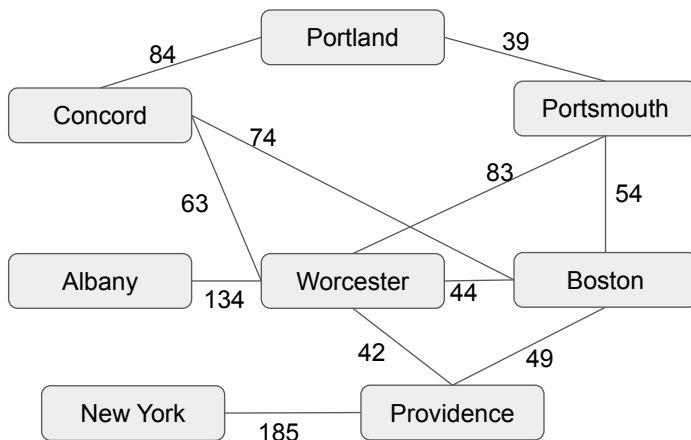 Portland
84
39
Concord
Portsmouth
74
83
63
54
Albany
Worcester
Boston
134
44
42
49
New York
Providence
185